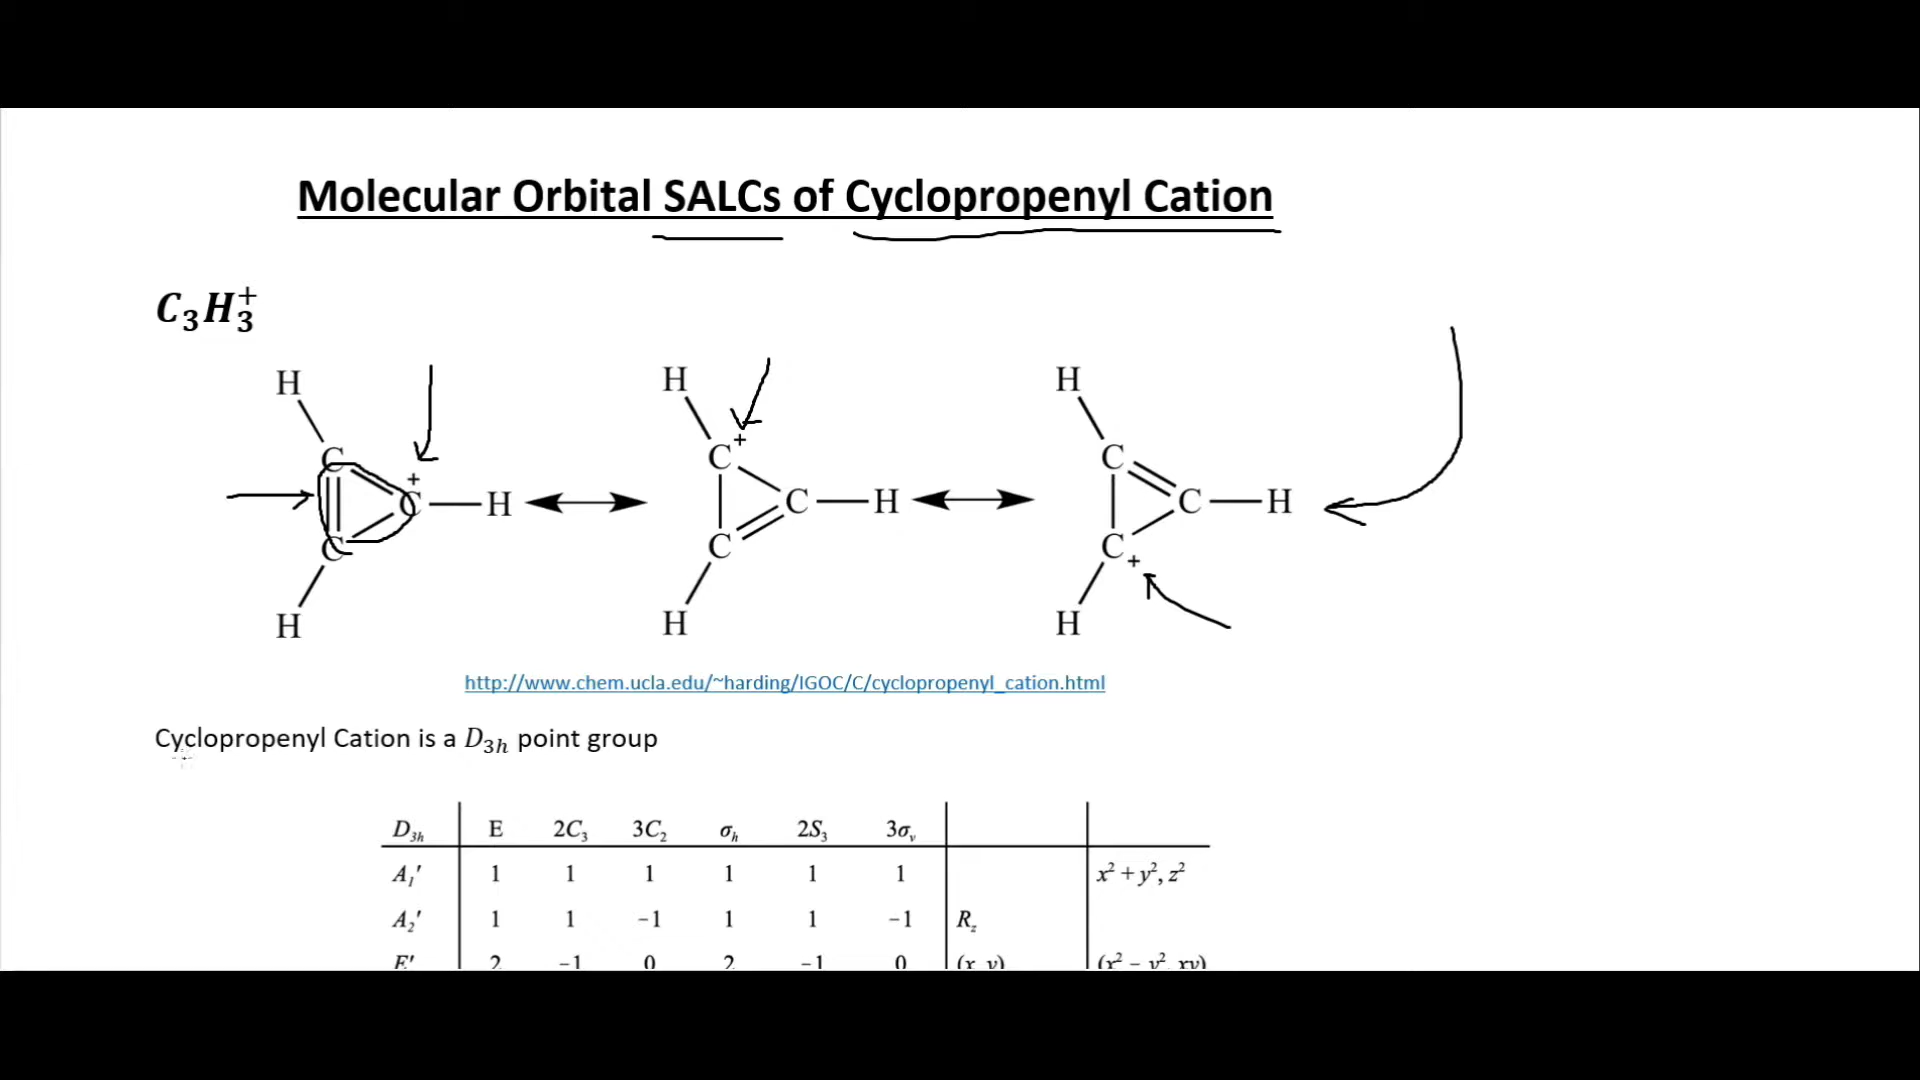 Molecular Orbital SALCs of Cyclopropenyl Cation
C₃H₃⁺
H H H
C C⁺ C
C⁺—H C—H C—H
C C C⁺
H H H
http://www.chem.ucla.edu/~harding/IGOC/C/cyclopropenyl_cation.html
Cyclopropenyl Cation is a D₃ₕ point group
D₃ₕ E 2C₃ 3C₂ σₕ 2S₃ 3σᵥ
A₁′ 1 1 1 1 1 1 x² + y², z²
A₂′ 1 1 −1 1 1 −1 R_z
E′ 2 −1 0 2 −1 0 (x, y) (x² − y², xy)